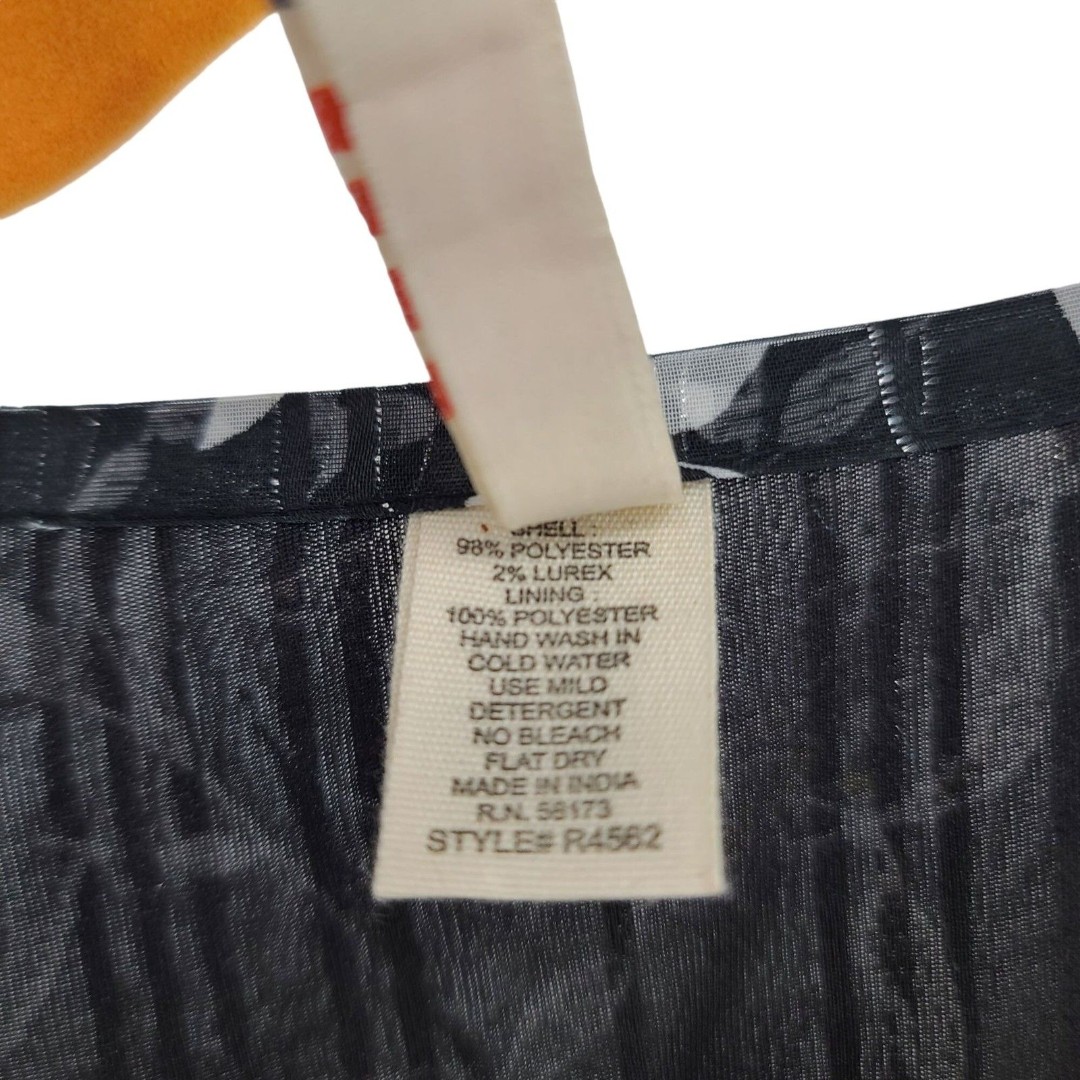 SHELL :
98% POLYESTER
2% LUREX
LINING :
100% POLYESTER
HAND WASH IN
COLD WATER
USE MILD
DETERGENT
NO BLEACH
FLAT DRY
MADE IN INDIA
R.N. 56173
STYLE# R4562